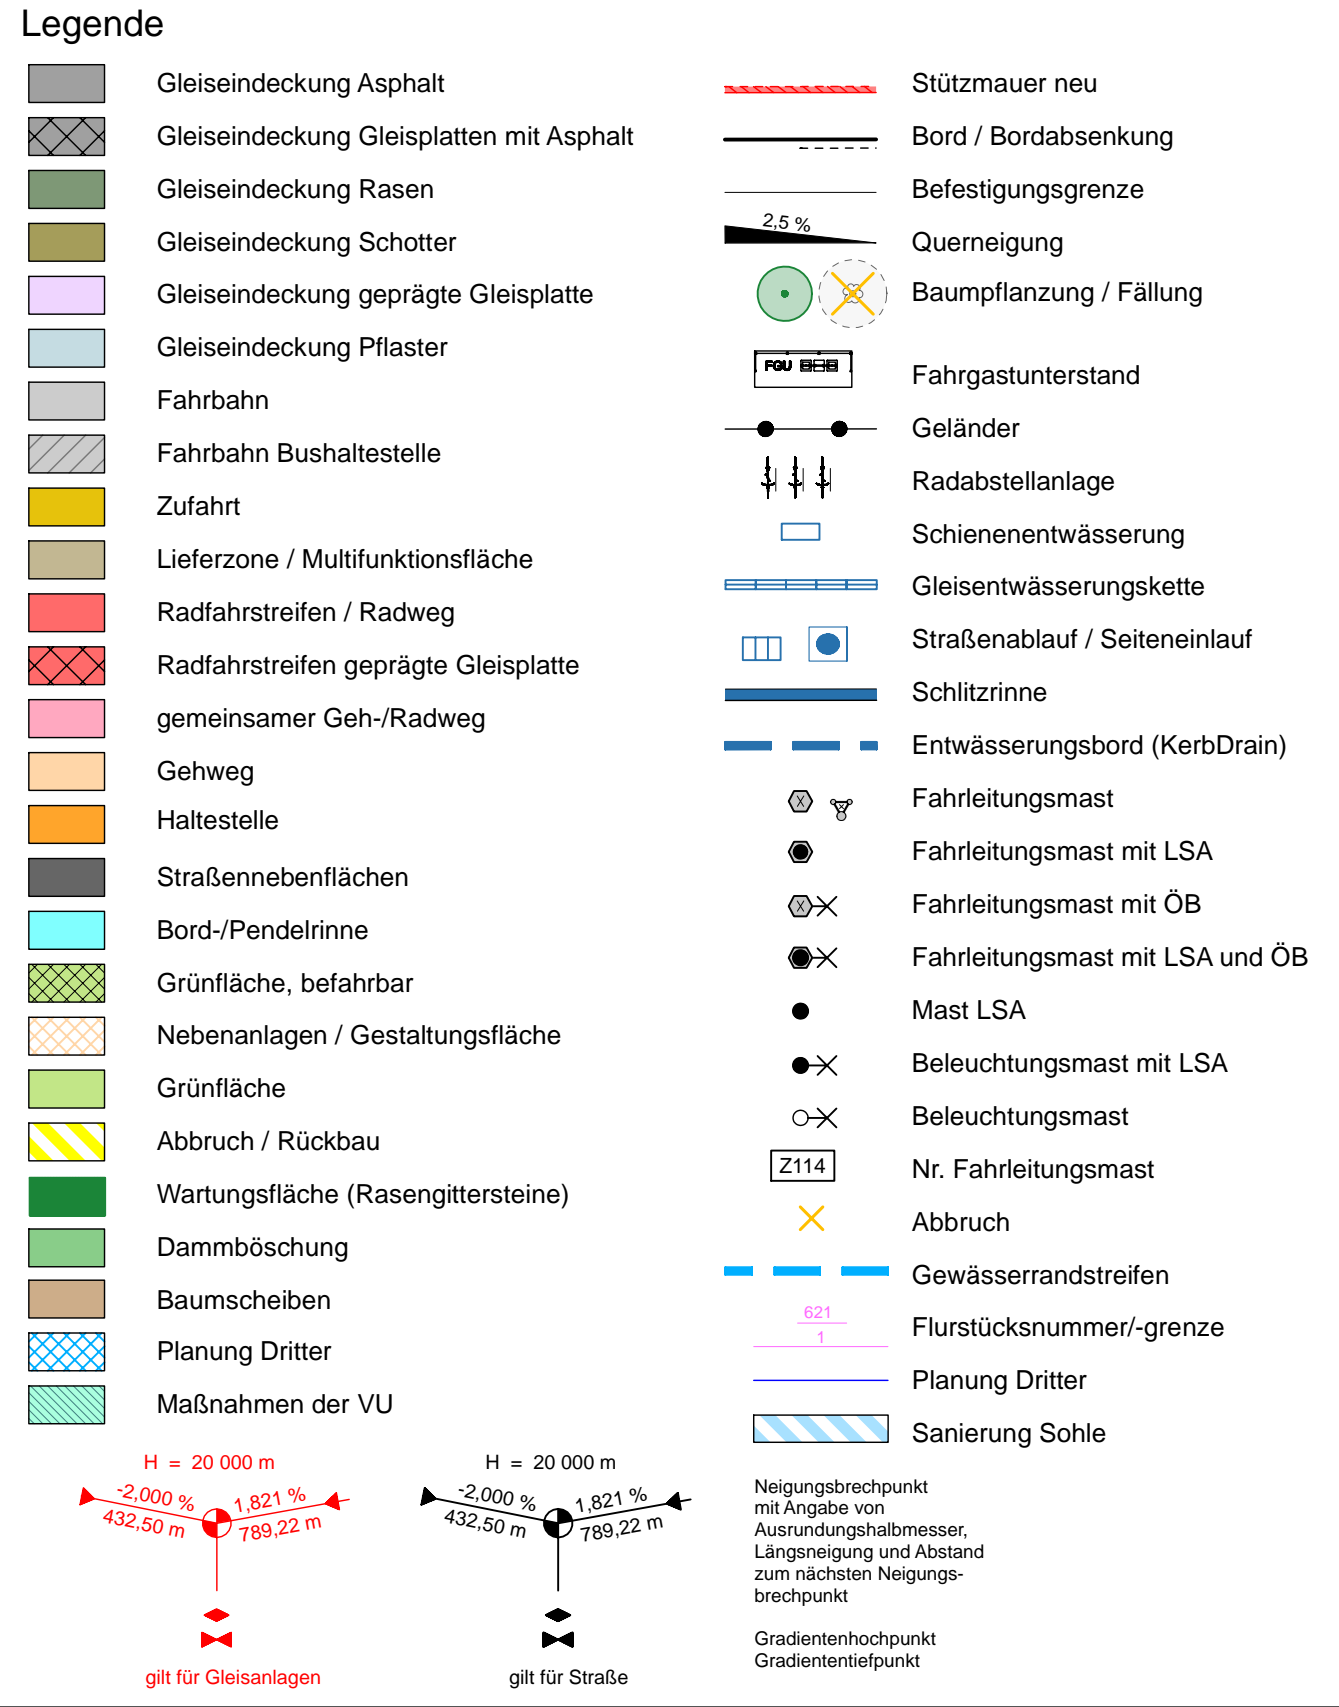 Legende
Gleiseindeckung Asphalt
Gleiseindeckung Gleisplatten mit Asphalt
Gleiseindeckung Rasen
Gleiseindeckung Schotter
Gleiseindeckung geprägte Gleisplatte
Gleiseindeckung Pflaster
Fahrbahn
Fahrbahn Bushaltestelle
Zufahrt
Lieferzone / Multifunktionsfläche
Radfahrstreifen / Radweg
Radfahrstreifen geprägte Gleisplatte
gemeinsamer Geh-/Radweg
Gehweg
Haltestelle
Straßennebenflächen
Bord-/Pendelrinne
Grünfläche, befahrbar
Nebenanlagen / Gestaltungsfläche
Grünfläche
Abbruch / Rückbau
Wartungsfläche (Rasengittersteine)
Dammböschung
Baumscheiben
Planung Dritter
Maßnahmen der VU
Stützmauer neu
Bord / Bordabsenkung
Befestigungsgrenze
2,5 %
Querneigung
Baumpflanzung / Fällung
FGU
Fahrgastunterstand
Geländer
Radabstellanlage
Schienenentwässerung
Gleisentwässerungskette
Straßenablauf / Seiteneinlauf
Schlitzrinne
Entwässerungsbord (KerbDrain)
Fahrleitungsmast
Fahrleitungsmast mit LSA
Fahrleitungsmast mit ÖB
Fahrleitungsmast mit LSA und ÖB
Mast LSA
Beleuchtungsmast mit LSA
Beleuchtungsmast
Z114
Nr. Fahrleitungsmast
Abbruch
Gewässerrandstreifen
621
1
Flurstücksnummer/-grenze
Planung Dritter
Sanierung Sohle
H = 20 000 m
-2,000 %
1,821 %
432,50 m
789,22 m
gilt für Gleisanlagen
H = 20 000 m
-2,000 %
1,821 %
432,50 m
789,22 m
gilt für Straße
Neigungsbrechpunkt
mit Angabe von
Ausrundungshalbmesser,
Längsneigung und Abstand
zum nächsten Neigungs-
brechpunkt
Gradientenhochpunkt
Gradiententiefpunkt